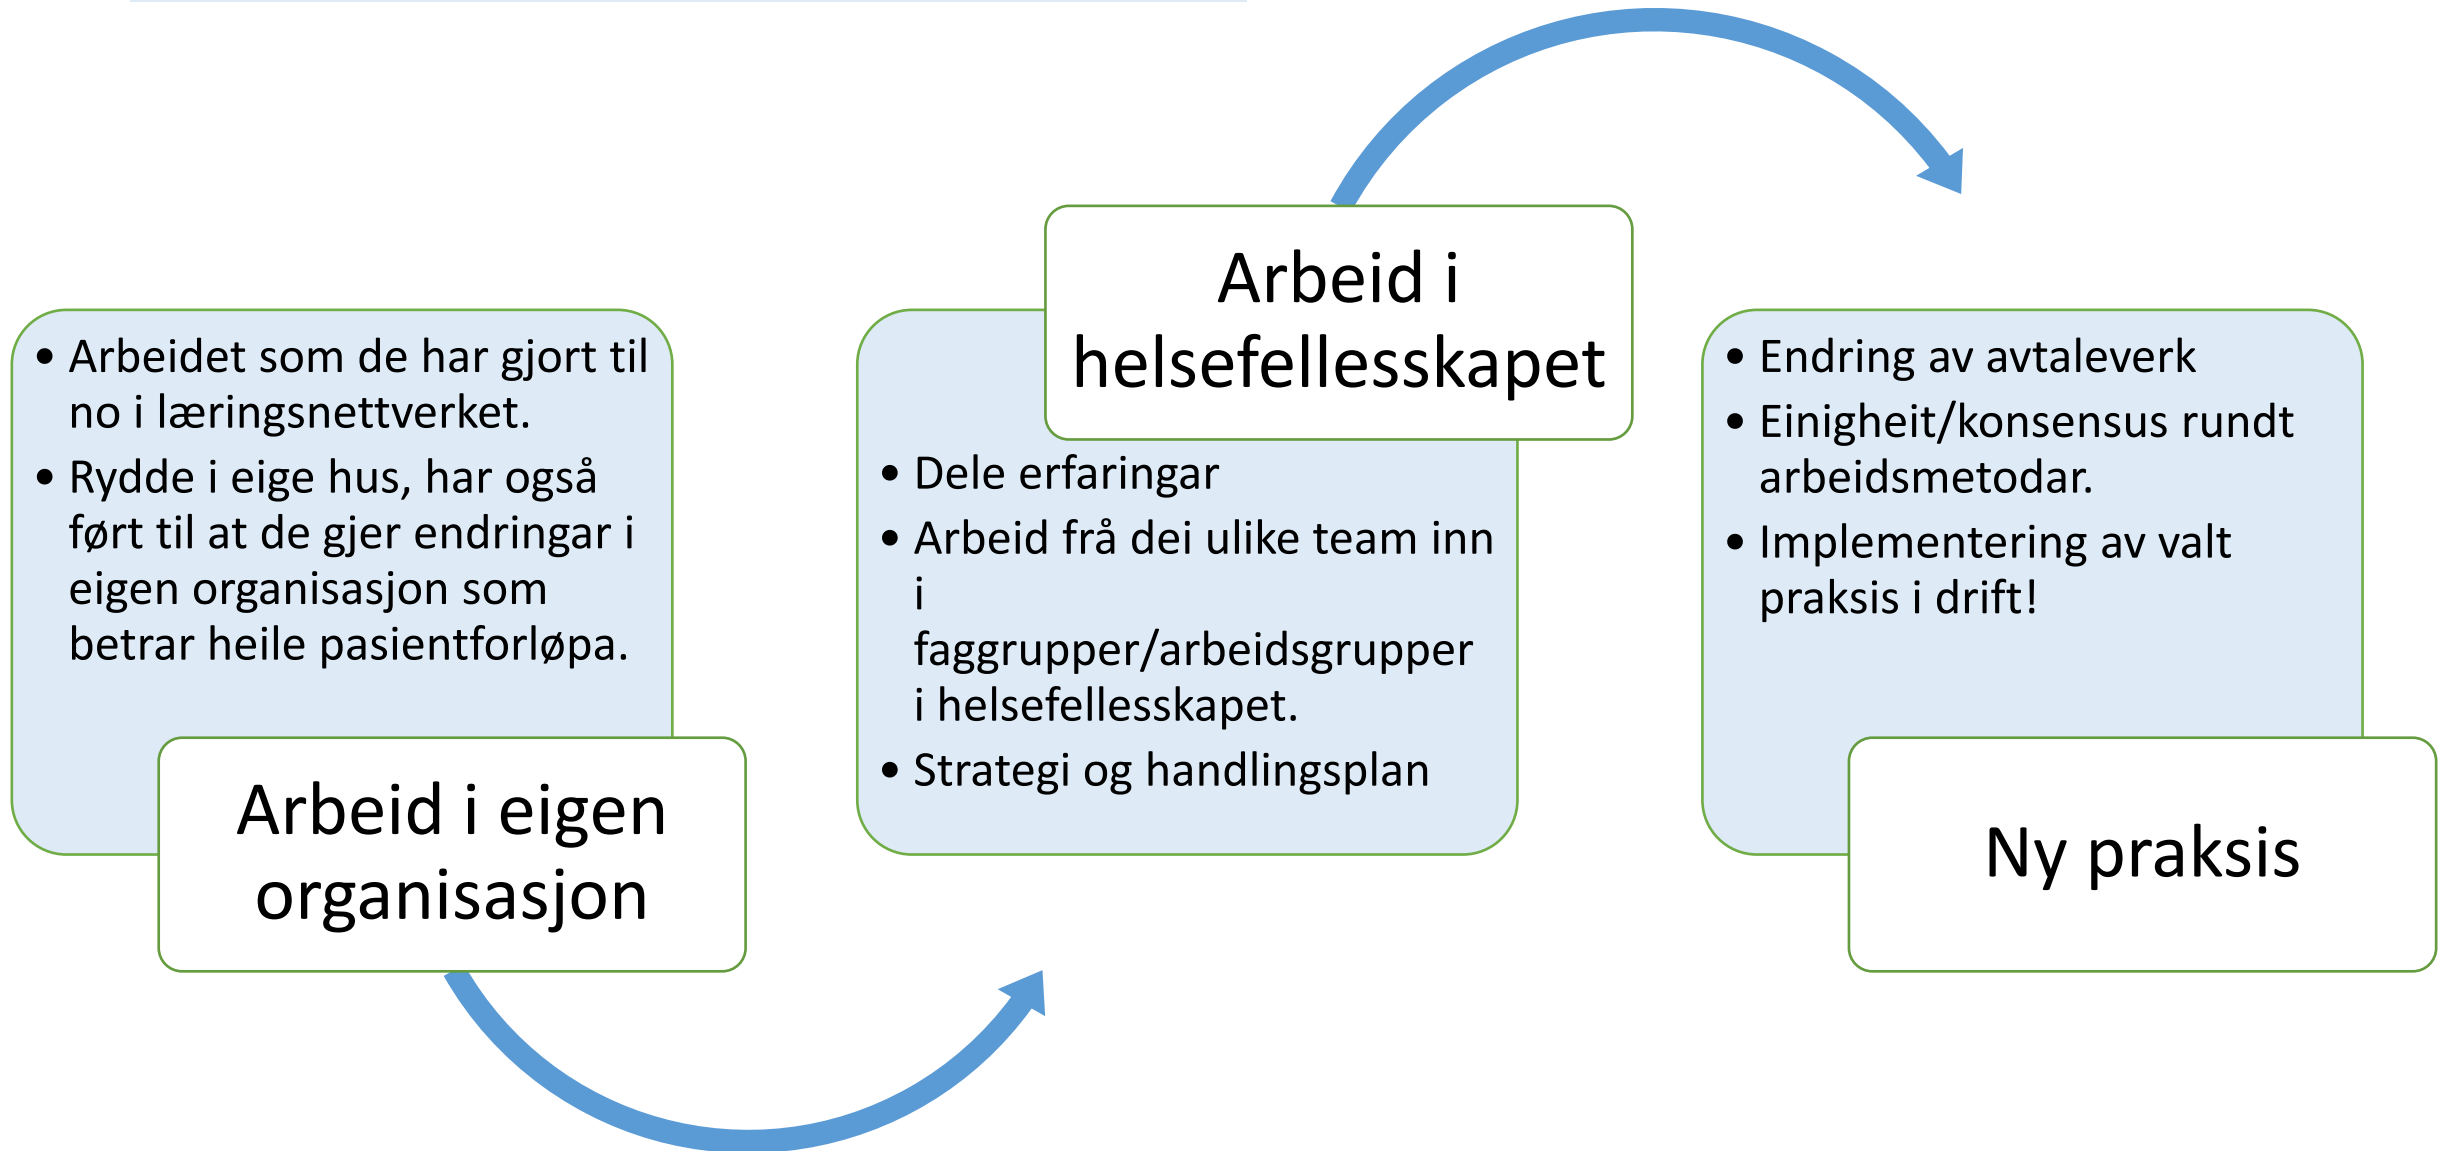 • Arbeidet som de har gjort til
no i læringsnettverket.
• Rydde i eige hus, har også
ført til at de gjer endringar i
eigen organisasjon som
betrar heile pasientforløpa.
Arbeid i eigen
organisasjon
Arbeid i
helsefellesskapet
• Dele erfaringar
• Arbeid frå dei ulike team inn
i
faggrupper/arbeidsgrupper
i helsefellesskapet.
• Strategi og handlingsplan
• Endring av avtaleverk
• Einigheit/konsensus rundt
arbeidsmetodar.
• Implementering av valt
praksis i drift!
Ny praksis